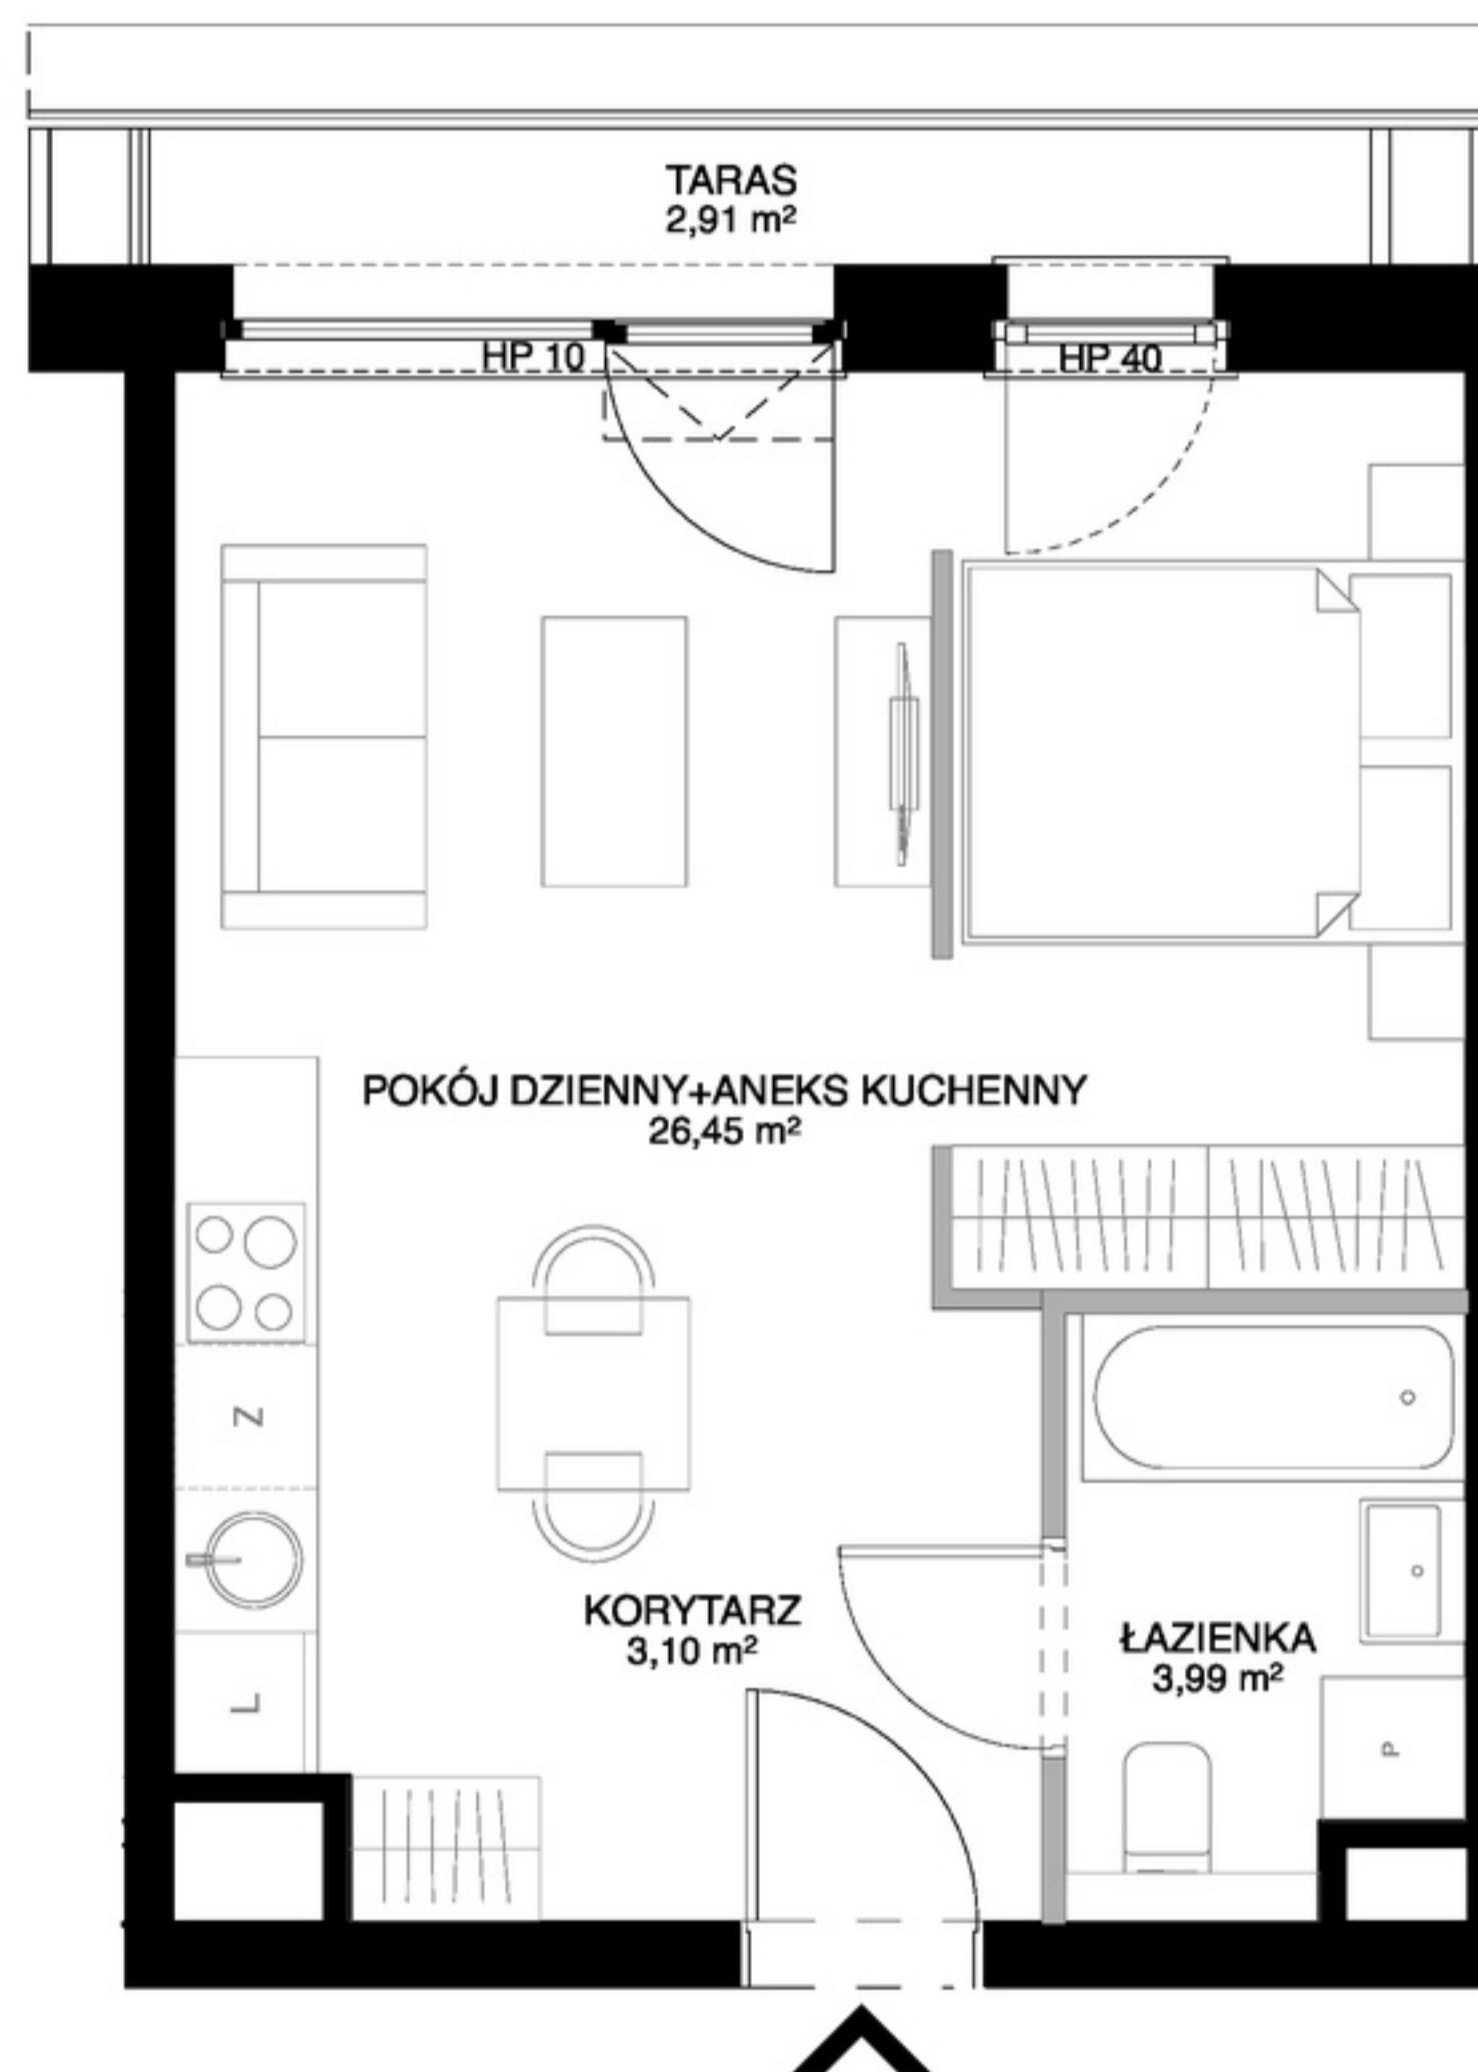 TARAS
2,91 m²
HP 10
HP 40
POKÓJ DZIENNY+ANEKS KUCHENNY
26,45 m²
Z
KORYTARZ
3,10 m²
ŁAZIENKA
3,99 m²
L
P